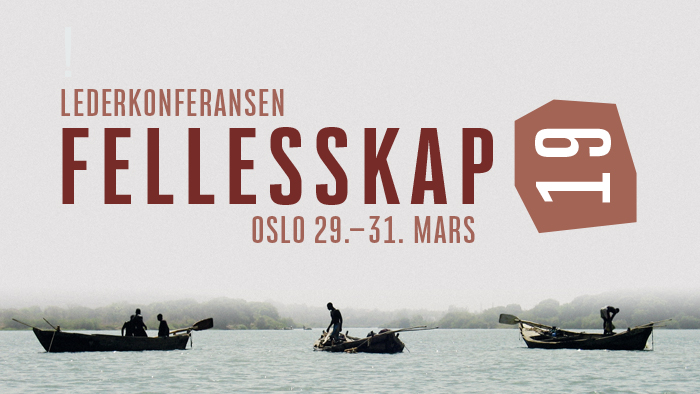 !
LEDERKONFERANSEN
FELLESSKAP
19
OSLO 29.–31. MARS